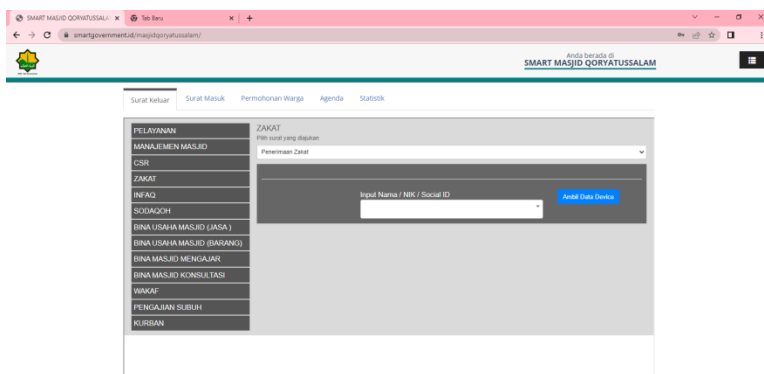 SMART MASJID QORYATUSSALA
Tab Baru
smartgovernment.id/masjidqoryatussalam/
Anda berada di
SMART MASJID QORYATUSSALAM
Surat Keluar
Surat Masuk
Permohonan Warga
Agenda
Statistik
PELAYANAN
MANAJEMEN MASJID
CSR
ZAKAT
INFAQ
SODAQOH
BINA USAHA MASJID (JASA )
BINA USAHA MASJID (BARANG)
BINA MASJID MENGAJAR
BINA MASJID KONSULTASI
WAKAF
PENGAJIAN SUBUH
KURBAN
ZAKAT
Pilih surat yang diajukan
Penerimaan Zakat
Input Nama / NIK / Social ID
Ambil Data Device